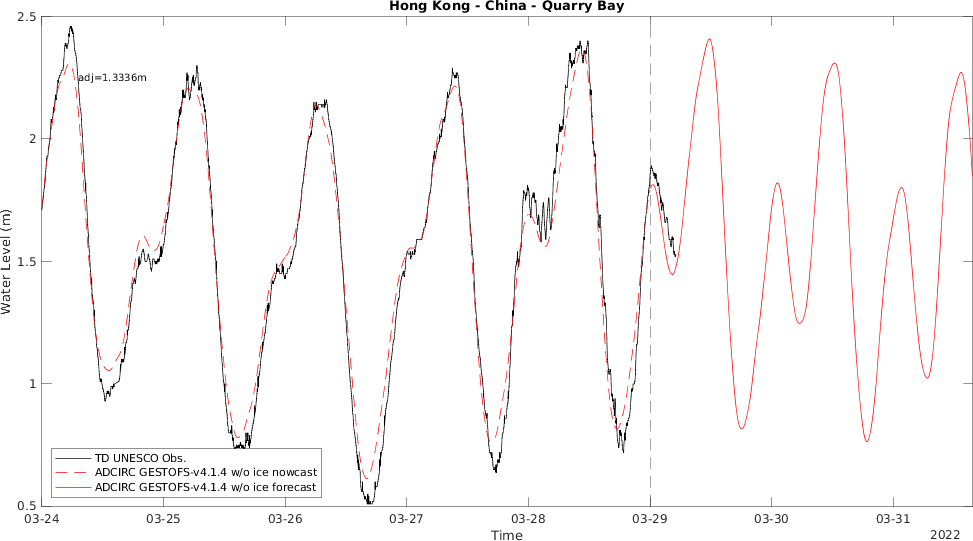 Hong Kong - China - Quarry Bay
2.5
adj=1.3336m
2
1.5
1
0.5
Water Level (m)
TD UNESCO Obs.
ADCIRC GESTOFS-v4.1.4 w/o ice nowcast
ADCIRC GESTOFS-v4.1.4 w/o ice forecast
03-24 03-25 03-26 03-27 03-28 03-29 03-30 03-31
Time
2022